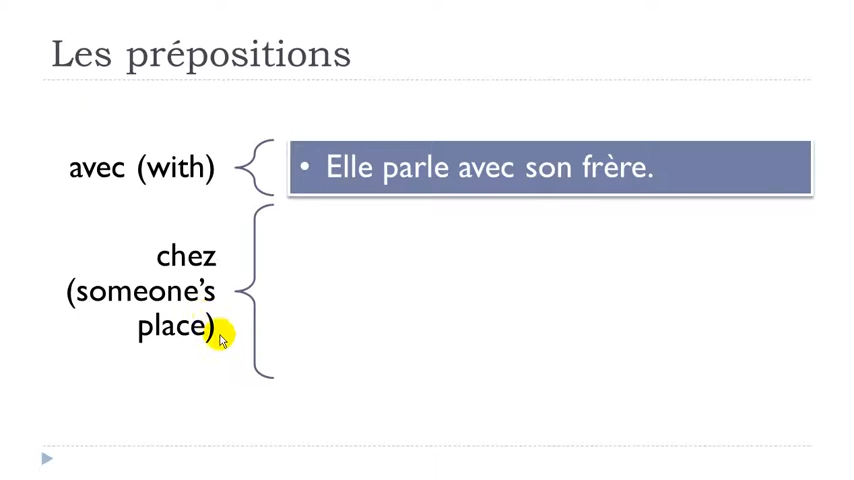 Les prépositions
avec (with)
• Elle parle avec son frère.
chez
(someone's
place)